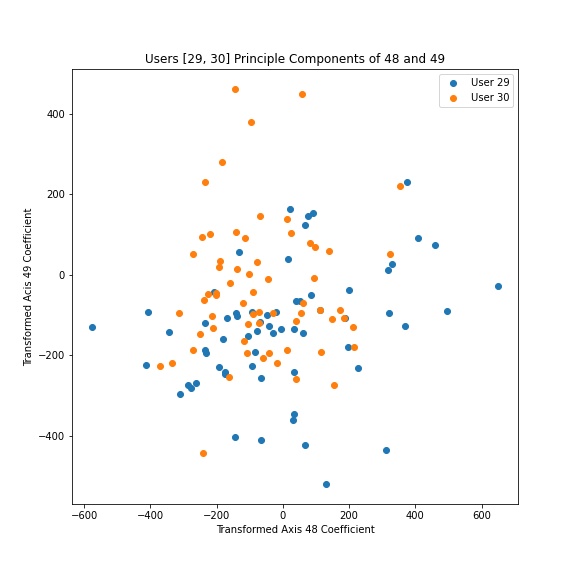 Users [29, 30] Principle Components of 48 and 49
User 29
User 30
Transformed Acis 49 Coefficient
400
200
0
−200
−400
−600
−400
−200
0
200
400
600
Transformed Axis 48 Coefficient